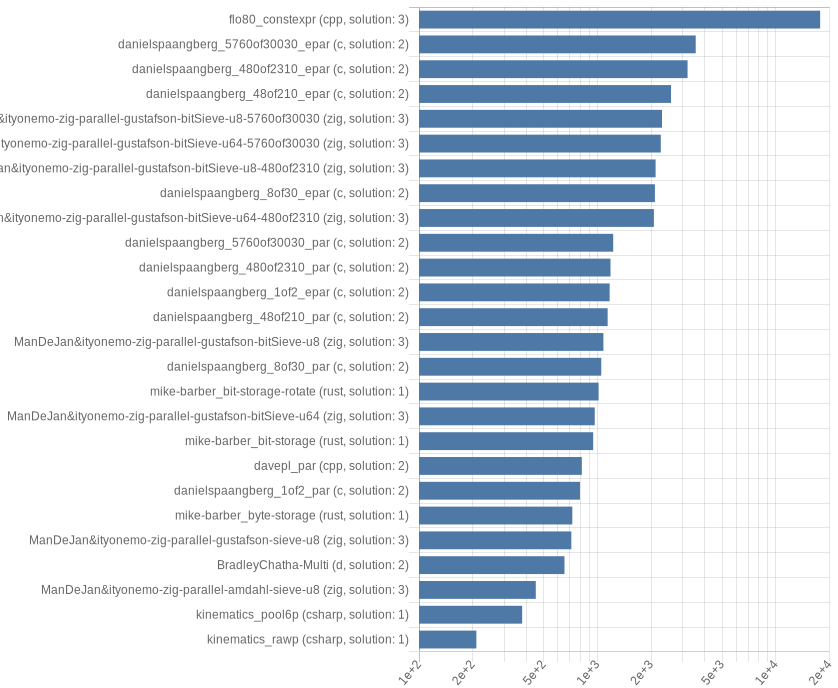 flo80_constexpr (cpp, solution: 3)
danielspaangberg_5760of30030_epar (c, solution: 2)
danielspaangberg_480of2310_epar (c, solution: 2)
danielspaangberg_48of210_epar (c, solution: 2)
&ityonemo-zig-parallel-gustafson-bitSieve-u8-5760of30030 (zig, solution: 3)
tyonemo-zig-parallel-gustafson-bitSieve-u64-5760of30030 (zig, solution: 3)
an&ityonemo-zig-parallel-gustafson-bitSieve-u8-480of2310 (zig, solution: 3)
danielspaangberg_8of30_epar (c, solution: 2)
&ityonemo-zig-parallel-gustafson-bitSieve-u64-480of2310 (zig, solution: 3)
danielspaangberg_5760of30030_par (c, solution: 2)
danielspaangberg_480of2310_par (c, solution: 2)
danielspaangberg_1of2_epar (c, solution: 2)
danielspaangberg_48of210_par (c, solution: 2)
ManDeJan&ityonemo-zig-parallel-gustafson-bitSieve-u8 (zig, solution: 3)
danielspaangberg_8of30_par (c, solution: 2)
mike-barber_bit-storage-rotate (rust, solution: 1)
ManDeJan&ityonemo-zig-parallel-gustafson-bitSieve-u64 (zig, solution: 3)
mike-barber_bit-storage (rust, solution: 1)
davepl_par (cpp, solution: 2)
danielspaangberg_1of2_par (c, solution: 2)
mike-barber_byte-storage (rust, solution: 1)
ManDeJan&ityonemo-zig-parallel-gustafson-sieve-u8 (zig, solution: 3)
BradleyChatha-Multi (d, solution: 2)
ManDeJan&ityonemo-zig-parallel-amdahl-sieve-u8 (zig, solution: 3)
kinematics_pool6p (csharp, solution: 1)
kinematics_rawp (csharp, solution: 1)
1e+2 2e+2 5e+2 1e+3 2e+3 5e+3 1e+4 2e+4